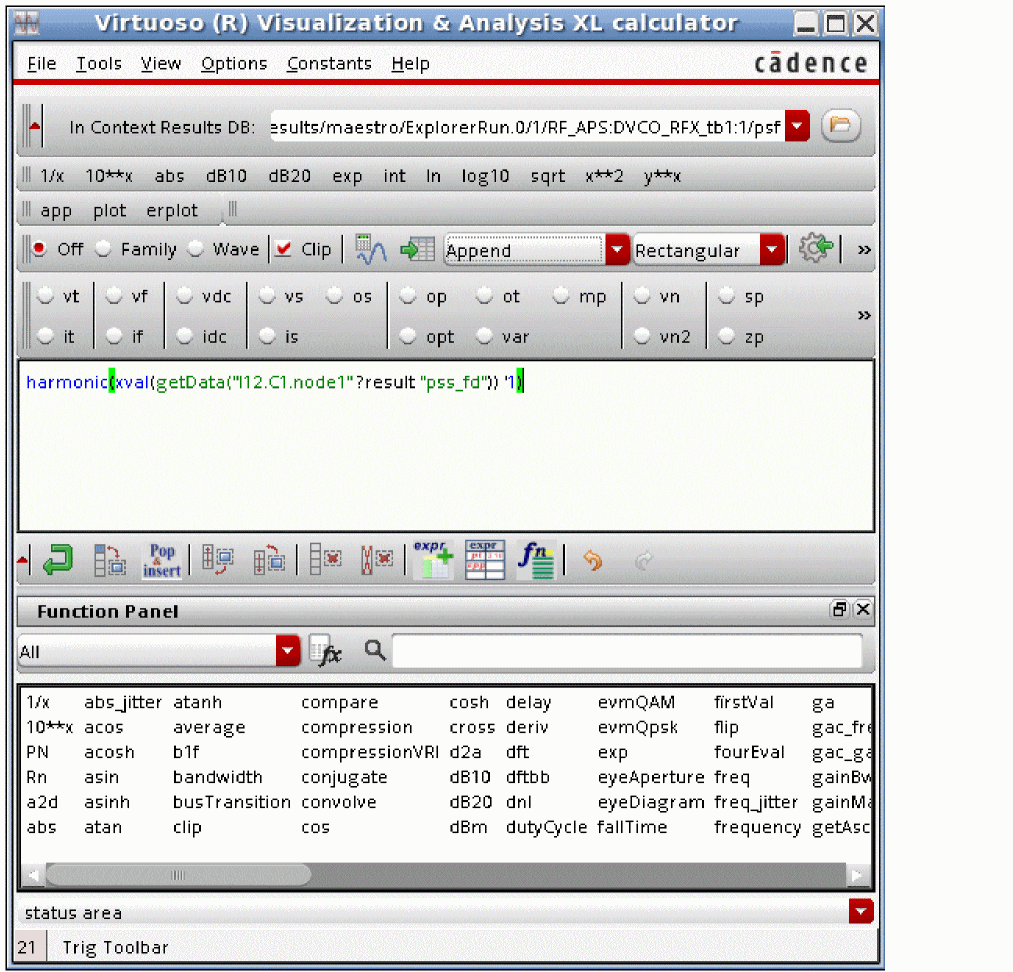 Virtuoso (R) Visualization & Analysis XL calculator
File Tools View Options Constants Help
cādence
In Context Results DB: esults/maestro/ExplorerRun.0/1/RF_APS:DVCO_RFX_tb1:1/psf
1/x 10**x abs dB10 dB20 exp int ln log10 sqrt x**2 y**x
app plot erplot
Off Family Wave Clip Append Rectangular »
vt vf vdc vs os op ot mp vn sp
it if idc is opt var vn2 zp »
harmonic(xval(getData("I12.C1.node1" ?result "pss_fd")) '1)
Pop & insert expr expr fn
Function Panel
All fx
1/x abs_jitter atanh compare cosh delay evmQAM firstVal ga
10**x acos average compression cross deriv evmQpsk flip gac_fre
PN acosh b1f compressionVRI d2a dft exp fourEval gac_ga
Rn asin bandwidth conjugate dB10 dftbb eyeAperture freq gainBw
a2d asinh busTransition convolve dB20 dnl eyeDiagram freq_jitter gainMa
abs atan clip cos dBm dutyCycle fallTime frequency getAsc
status area
21 Trig Toolbar